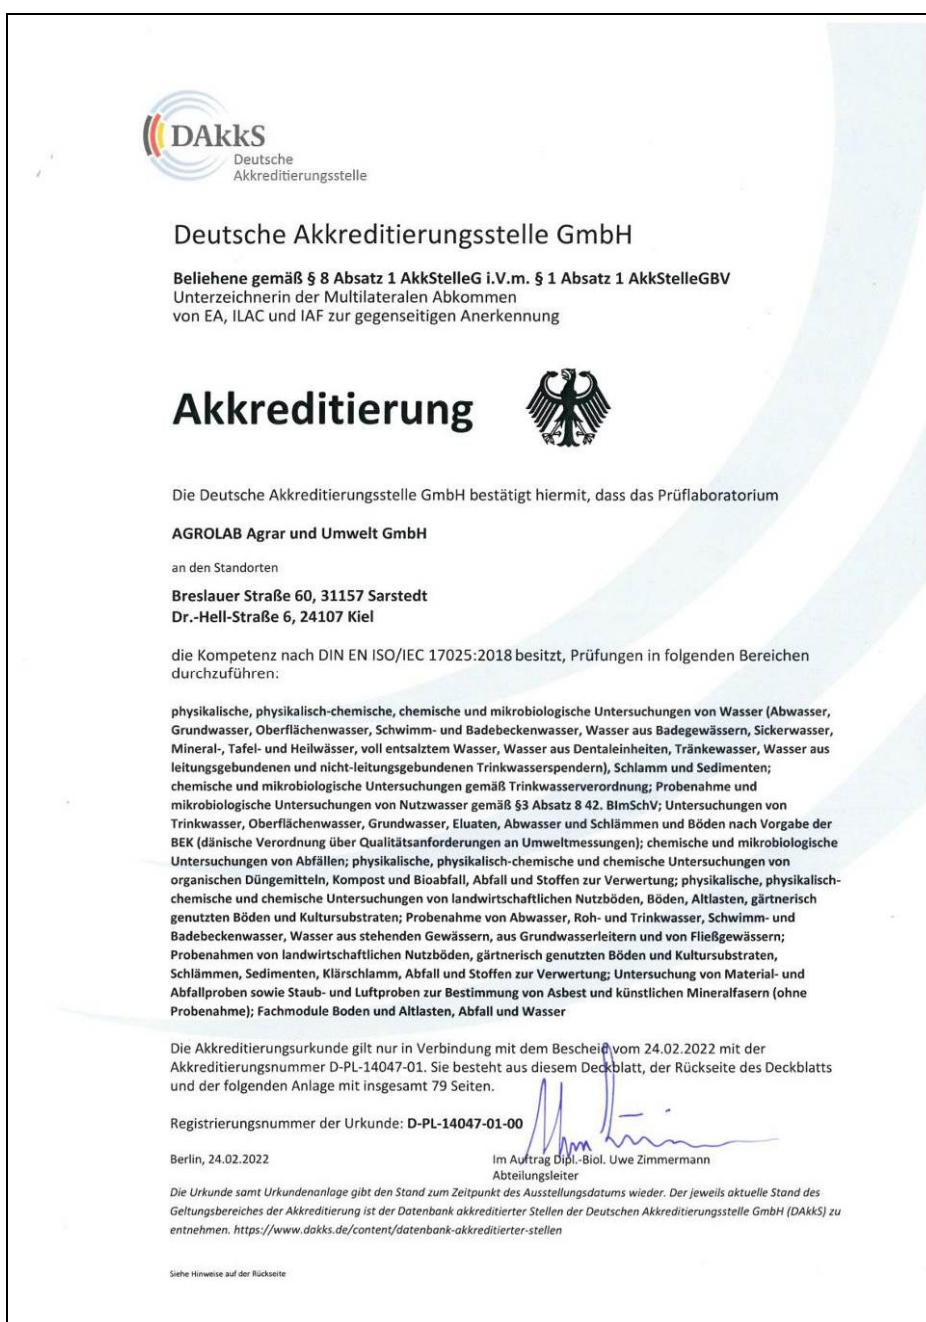 DAkkS
Deutsche
Akkreditierungsstelle
Deutsche Akkreditierungsstelle GmbH
Beliehene gemäß § 8 Absatz 1 AkkStelleG i.V.m. § 1 Absatz 1 AkkStelleGBV
Unterzeichnerin der Multilateralen Abkommen
von EA, ILAC und IAF zur gegenseitigen Anerkennung
Akkreditierung
Die Deutsche Akkreditierungsstelle GmbH bestätigt hiermit, dass das Prüflaboratorium
AGROLAB Agrar und Umwelt GmbH
an den Standorten
Breslauer Straße 60, 31157 Sarstedt
Dr.-Hell-Straße 6, 24107 Kiel
die Kompetenz nach DIN EN ISO/IEC 17025:2018 besitzt, Prüfungen in folgenden Bereichen
durchzuführen:
physikalische, physikalisch-chemische, chemische und mikrobiologische Untersuchungen von Wasser (Abwasser,
Grundwasser, Oberflächenwasser, Schwimm- und Badebeckenwasser, Wasser aus Badegewässern, Sickerwasser,
Mineral-, Tafel- und Heilwässer, voll entsalztem Wasser, Wasser aus Dentaleinheiten, Tränkewasser, Wasser aus
leitungsgebundenen und nicht-leitungsgebundenen Trinkwasserspendern), Schlamm und Sedimenten;
chemische und mikrobiologische Untersuchungen gemäß Trinkwasserverordnung; Probenahme und
mikrobiologische Untersuchungen von Nutzwasser gemäß §3 Absatz 8 42. BImSchV; Untersuchungen von
Trinkwasser, Oberflächenwasser, Grundwasser, Eluaten, Abwasser und Schlämmen und Böden nach Vorgabe der
BEK (dänische Verordnung über Qualitätsanforderungen an Umweltmessungen); chemische und mikrobiologische
Untersuchungen von Abfällen; physikalische, physikalisch-chemische und chemische Untersuchungen von
organischen Düngemitteln, Kompost und Bioabfall, Abfall und Stoffen zur Verwertung; physikalische, physikalisch-
chemische und chemische Untersuchungen von landwirtschaftlichen Nutzböden, Böden, Altlasten, gärtnerisch
genutzten Böden und Kultursubstraten; Probenahme von Abwasser, Roh- und Trinkwasser, Schwimm- und
Badebeckenwasser, Wasser aus stehenden Gewässern, aus Grundwasserleitern und von Fließgewässern;
Probenahmen von landwirtschaftlichen Nutzböden, gärtnerisch genutzten Böden und Kultursubstraten,
Schlämmen, Sedimenten, Klärschlamm, Abfall und Stoffen zur Verwertung; Untersuchung von Material- und
Abfallproben sowie Staub- und Luftproben zur Bestimmung von Asbest und künstlichen Mineralfasern (ohne
Probenahme); Fachmodule Boden und Altlasten, Abfall und Wasser
Die Akkreditierungsurkunde gilt nur in Verbindung mit dem Bescheid vom 24.02.2022 mit der
Akkreditierungsnummer D-PL-14047-01. Sie besteht aus diesem Deckblatt, der Rückseite des Deckblatts
und der folgenden Anlage mit insgesamt 79 Seiten.
Registrierungsnummer der Urkunde: D-PL-14047-01-00
Berlin, 24.02.2022
Im Auftrag Dipl.-Biol. Uwe Zimmermann
Abteilungsleiter
Die Urkunde samt Urkundenanlage gibt den Stand zum Zeitpunkt des Ausstellungsdatums wieder. Der jeweils aktuelle Stand des
Geltungsbereiches der Akkreditierung ist der Datenbank akkreditierter Stellen der Deutschen Akkreditierungsstelle GmbH (DAkkS) zu
entnehmen. https://www.dakks.de/content/datenbank-akkreditierter-stellen
Siehe Hinweise auf der Rückseite